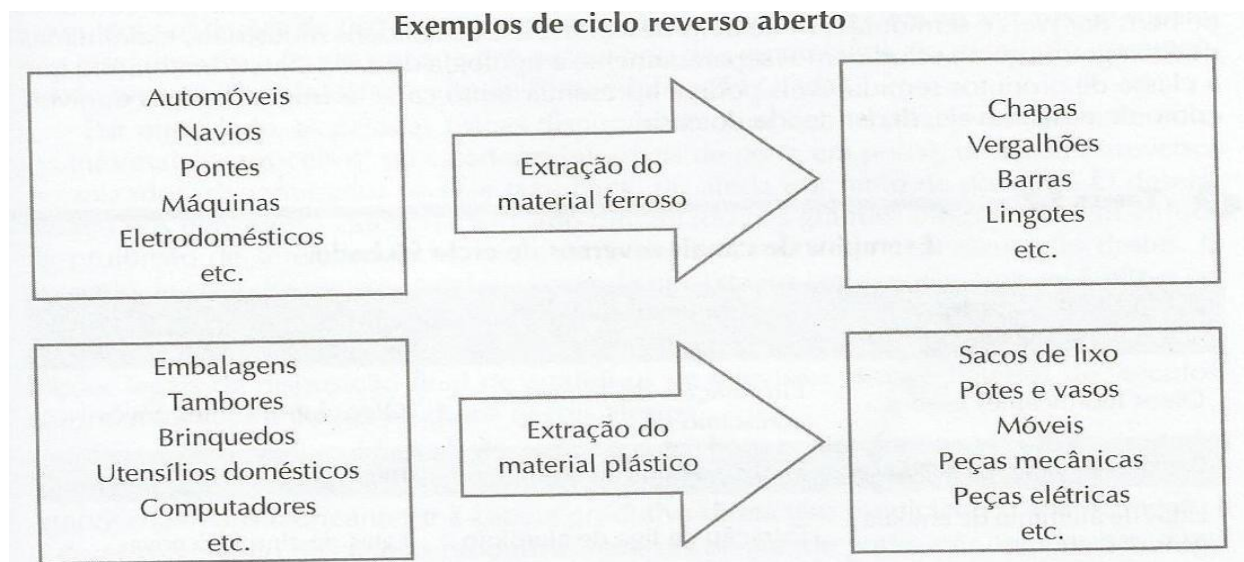 Exemplos de ciclo reverso aberto
Automóveis
Navios
Pontes
Máquinas
Eletrodomésticos
etc.
Extração do
material ferroso
Chapas
Vergalhões
Barras
Lingotes
etc.
Embalagens
Tambores
Brinquedos
Utensílios domésticos
Computadores
etc.
Extração do
material plástico
Sacos de lixo
Potes e vasos
Móveis
Peças mecânicas
Peças elétricas
etc.